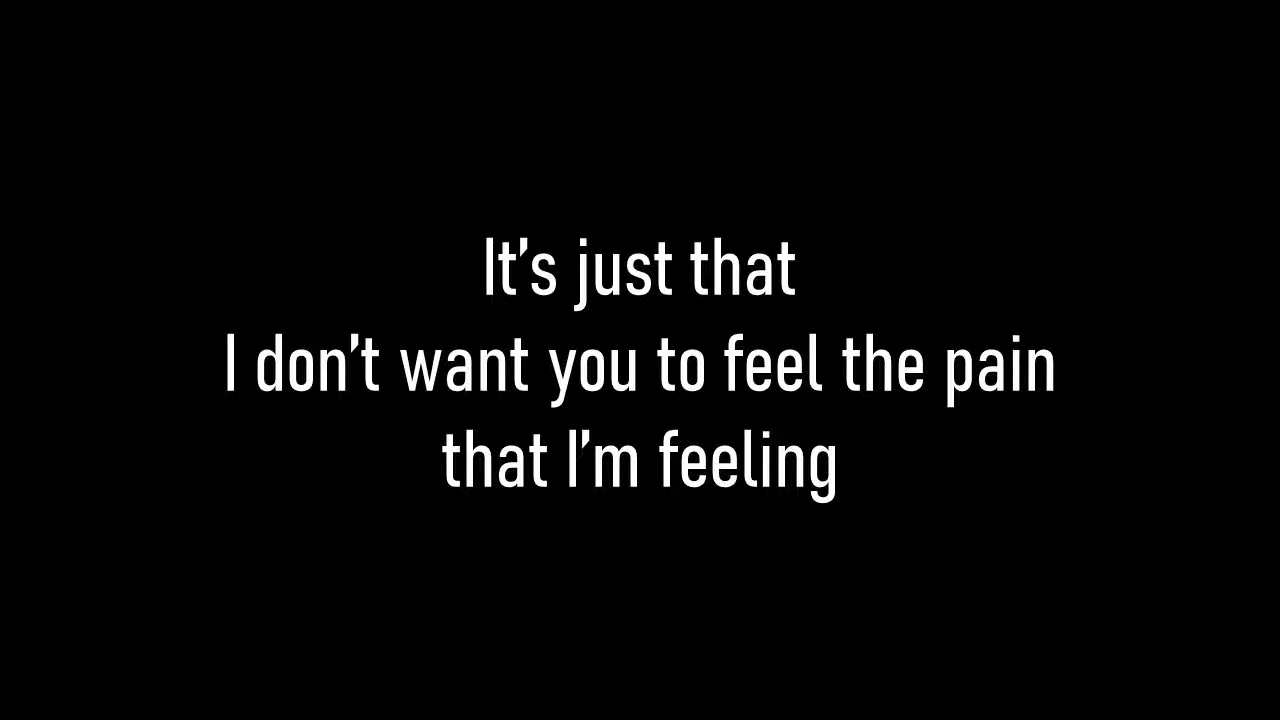 It’s just that
I don’t want you to feel the pain
that I’m feeling